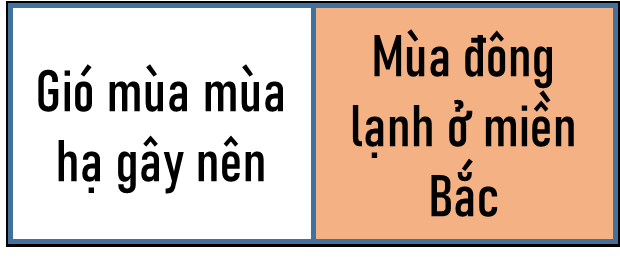 Gió mùa mùa
hạ gây nên
Mùa đông
lạnh ở miền
Bắc